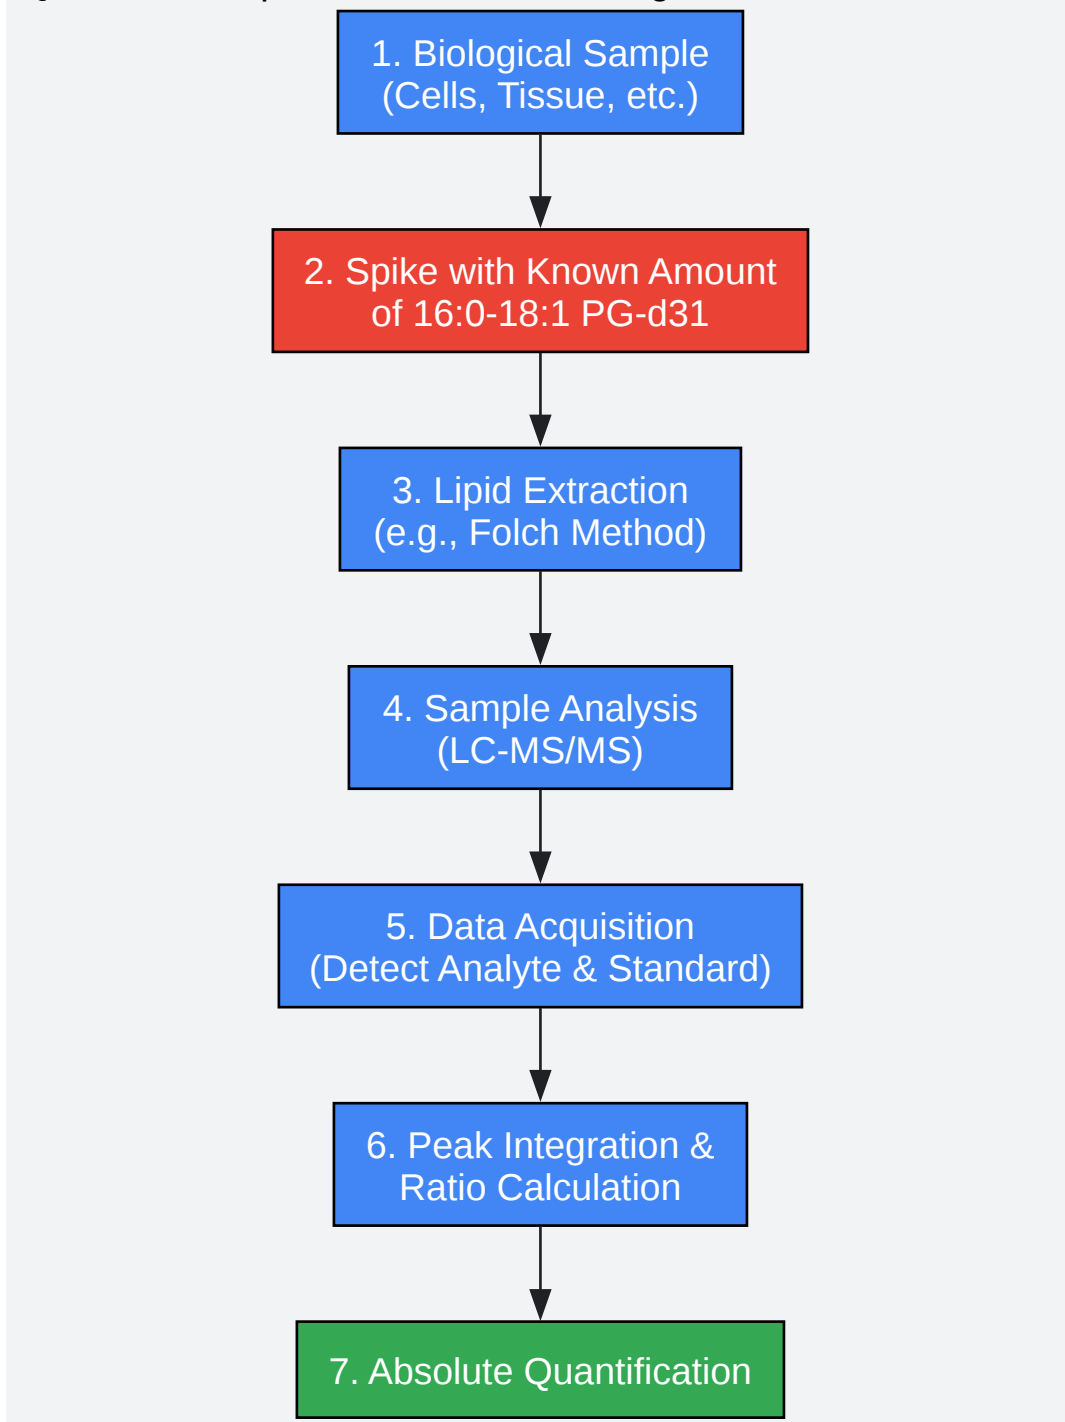 1. Biological Sample
(Cells, Tissue, etc.)
2. Spike with Known Amount
of 16:0-18:1 PG-d31
3. Lipid Extraction
(e.g., Folch Method)
4. Sample Analysis
(LC-MS/MS)
5. Data Acquisition
(Detect Analyte & Standard)
6. Peak Integration &
Ratio Calculation
7. Absolute Quantification